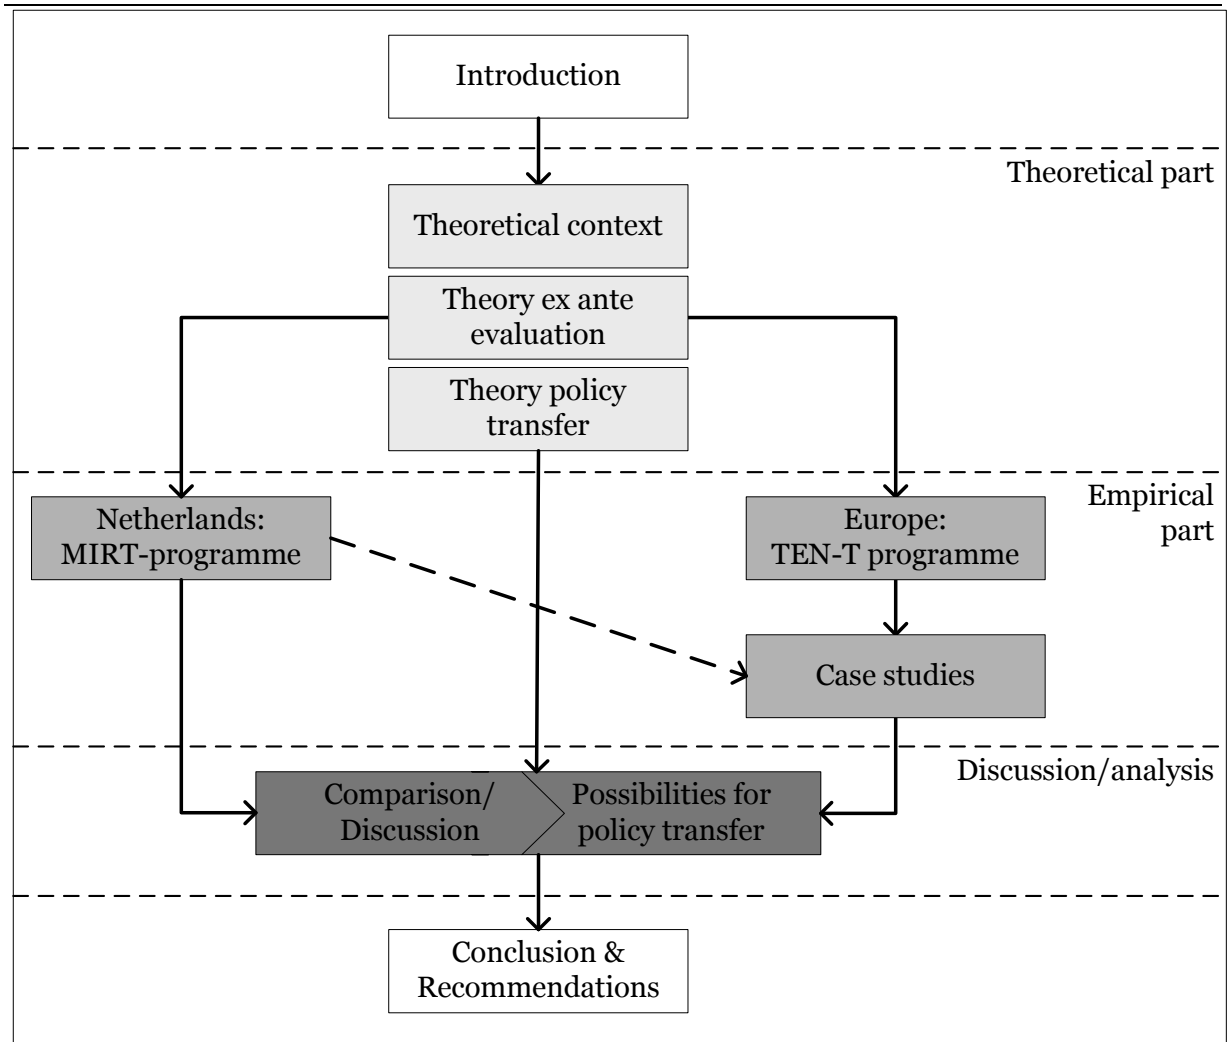 Introduction
Theoretical part
Theoretical context
Theory ex ante
evaluation
Theory policy
transfer
Empirical
part
Netherlands:
MIRT-programme
Europe:
TEN-T programme
Case studies
Discussion/analysis
Comparison/
Discussion
Possibilities for
policy transfer
Conclusion &
Recommendations